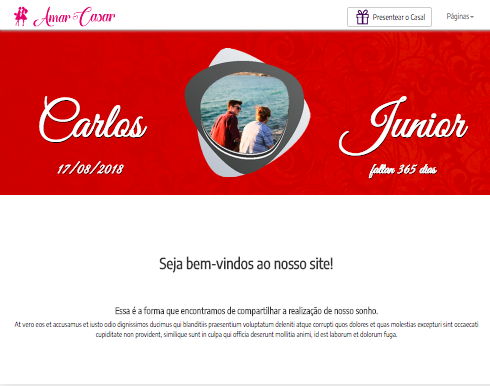 Amar & Casar
Presentear o Casal
Páginas
Carlos
Junior
17/08/2018
faltan 365 dias
Seja bem-vindos ao nosso site!
Essa é a forma que encontramos de compartilhar a realização de nosso sonho.
At vero eos et accusamus et iusto odio dignissimos ducimus qui blanditiis praesentium voluptatum deleniti atque corrupti quos dolores et quas molestias excepturi sint occaecati
cupiditate non provident, similique sunt in culpa qui officia deserunt mollitia animi, id est laborum et dolorum fuga.